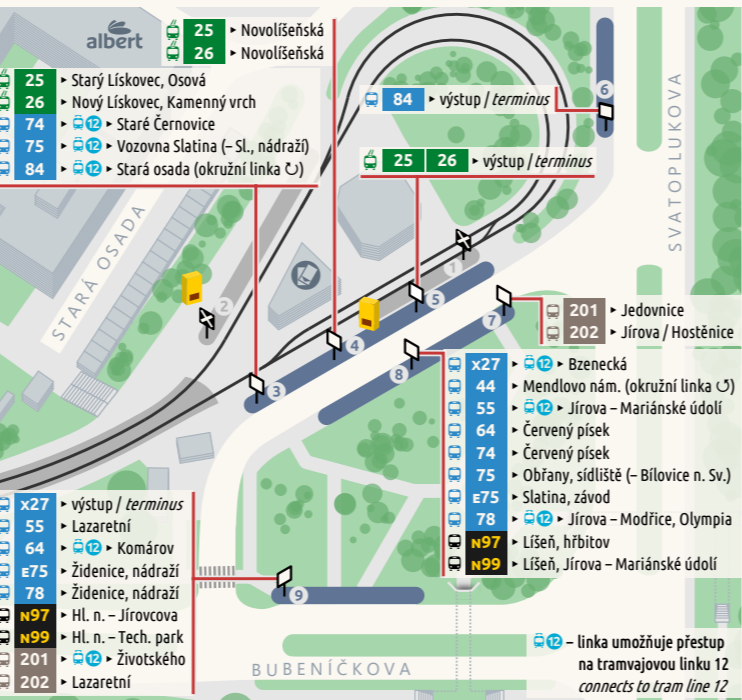 albert
25 ▸ Novolíšeňská
26 ▸ Novolíšeňská
25 ▸ Starý Lískovec, Osová
26 ▸ Nový Lískovec, Kamenný vrch
74 ▸ 12 ▸ Staré Černovice
75 ▸ 12 ▸ Vozovna Slatina (– Sl., nádraží)
84 ▸ Stará osada (okružní linka ↻)
84 ▸ výstup / terminus
25 26 ▸ výstup / terminus
6
SVATOPLUKOVA
STARÁ OSADA
1
2
5
7
4
8
3
201 ▸ Jedovnice
202 ▸ Jírova / Hostěnice
x27 ▸ 12 ▸ Bzenecká
44 ▸ Mendlovo nám. (okružní linka ↺)
55 ▸ 12 ▸ Jírova – Mariánské údolí
64 ▸ Červený písek
74 ▸ Červený písek
75 ▸ Obřany, sídliště (– Bílovice n. Sv.)
E75 ▸ Slatina, závod
78 ▸ 12 ▸ Jírova – Modřice, Olympia
N97 ▸ Líšeň, hřbitov
N99 ▸ Líšeň, Jírova – Mariánské údolí
x27 ▸ výstup / terminus
55 ▸ Lazaretní
64 ▸ 12 ▸ Komárov
E75 ▸ Židenice, nádraží
78 ▸ Židenice, nádraží
N97 ▸ Hl. n. – Jírovcova
N99 ▸ Hl. n. – Tech. park
201 ▸ 12 ▸ Životského
202 ▸ Lazaretní
9
BUBENÍČKOVA
12 – linka umožňuje přestup
na tramvajovou linku 12
connects to tram line 12